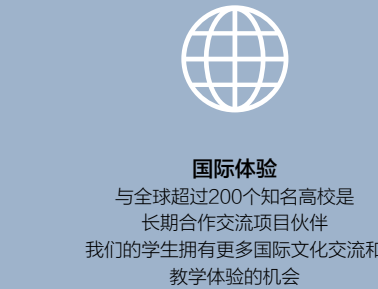 国际体验
与全球超过200个知名高校是
长期合作交流项目伙伴
我们的学生拥有更多国际文化交流和
教学体验的机会